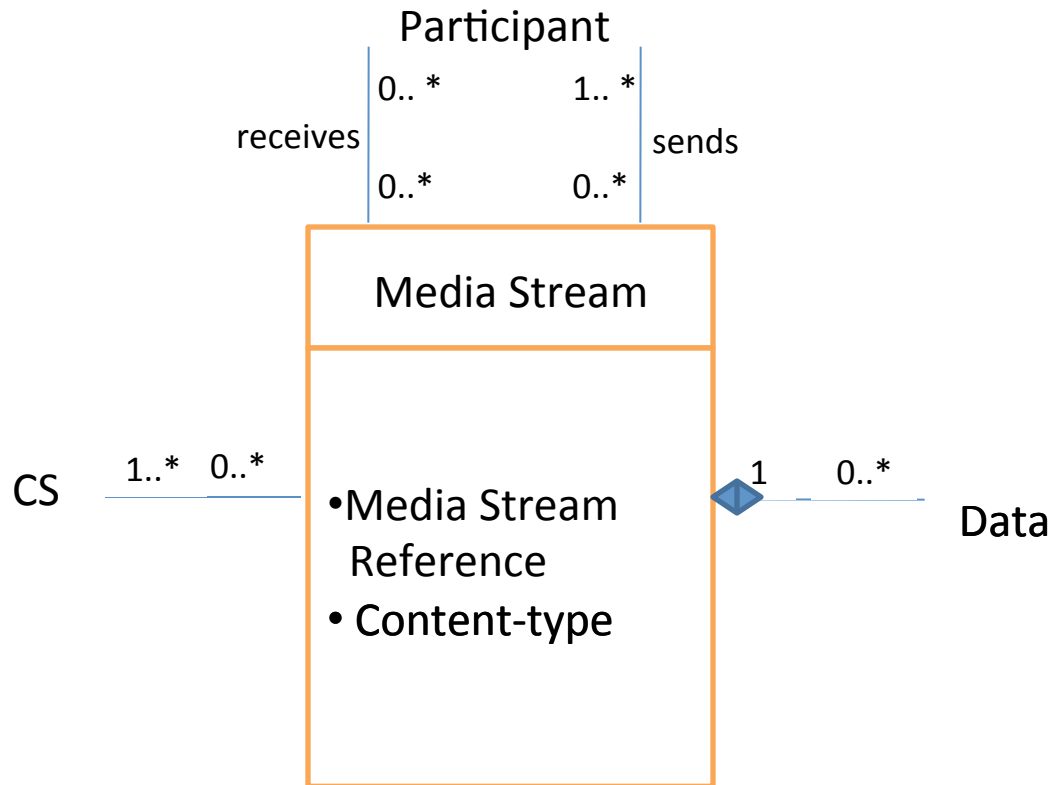 Participant
0.. *
1.. *
receives
sends
0..*
0..*
Media Stream
CS
1..*
0..*
1
0..*
•Media Stream
Reference
• Content-type
Data